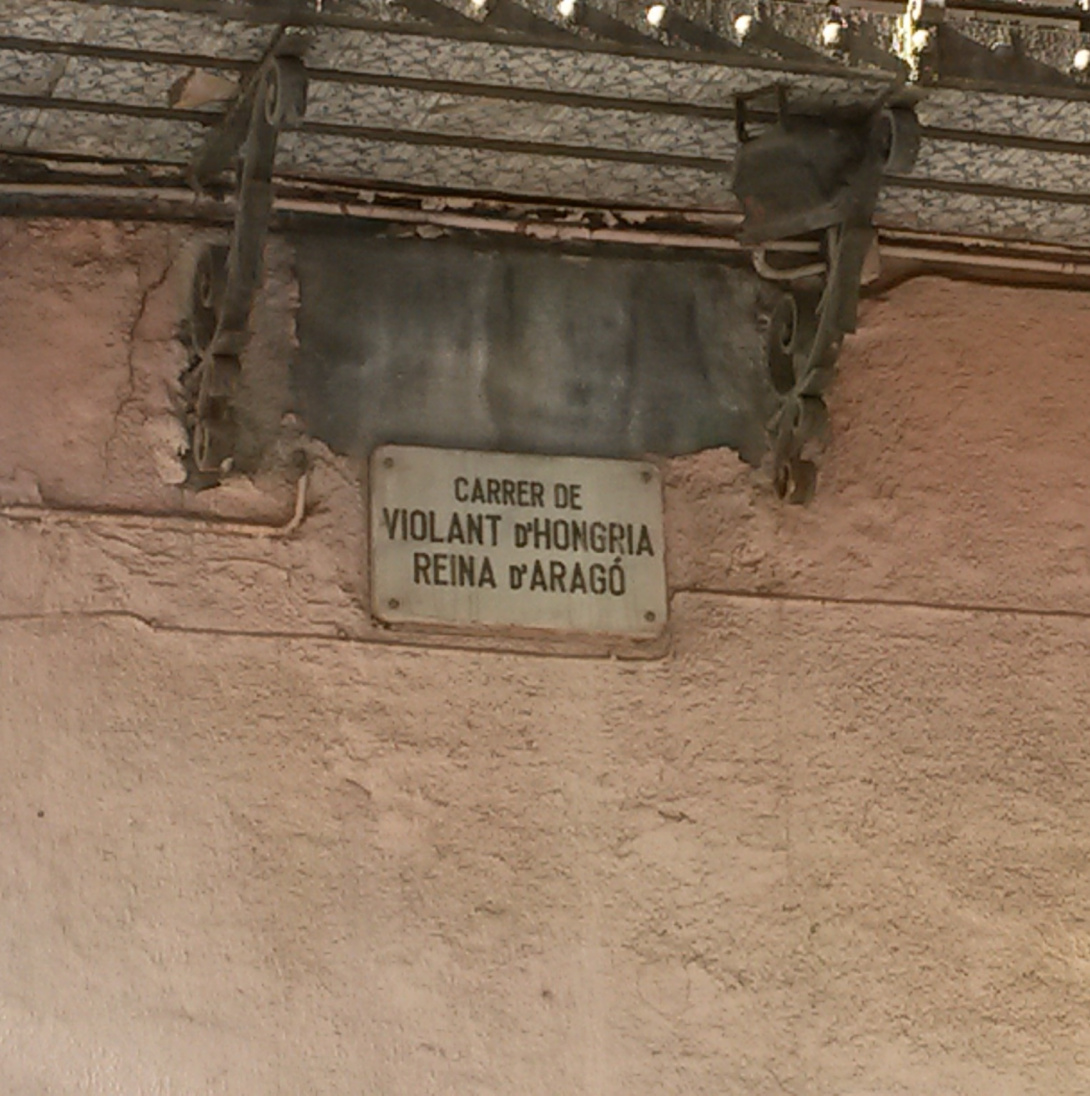 CARRER DE
VIOLANT D'HONGRIA
REINA D'ARAGÓ